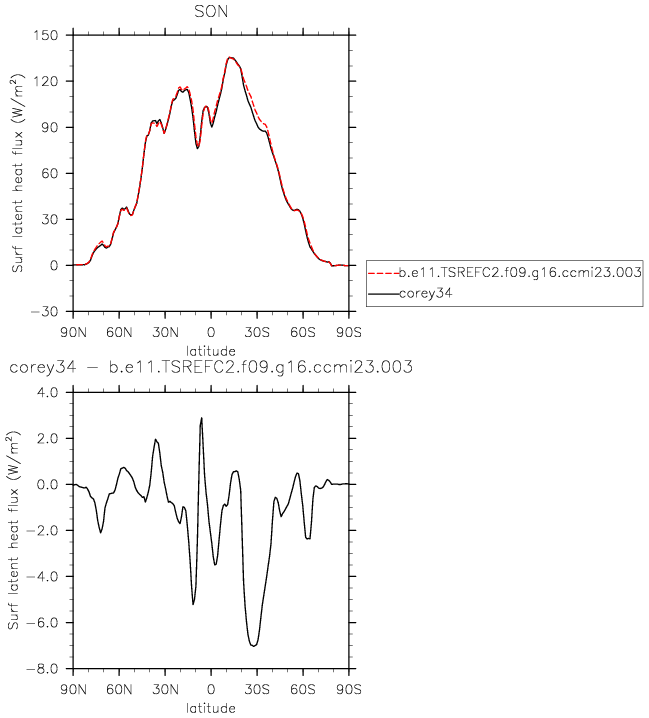 SON
Surf latent heat flux (W/m²)
150
120
90
60
30
0
−30
90N 60N 30N 0 30S 60S 90S
latitude
b.e11.TSREFC2.f09.g16.ccmi23.003
corey34
corey34 − b.e11.TSREFC2.f09.g16.ccmi23.003
Surf latent heat flux (W/m²)
4.0
2.0
0.0
−2.0
−4.0
−6.0
−8.0
90N 60N 30N 0 30S 60S 90S
latitude